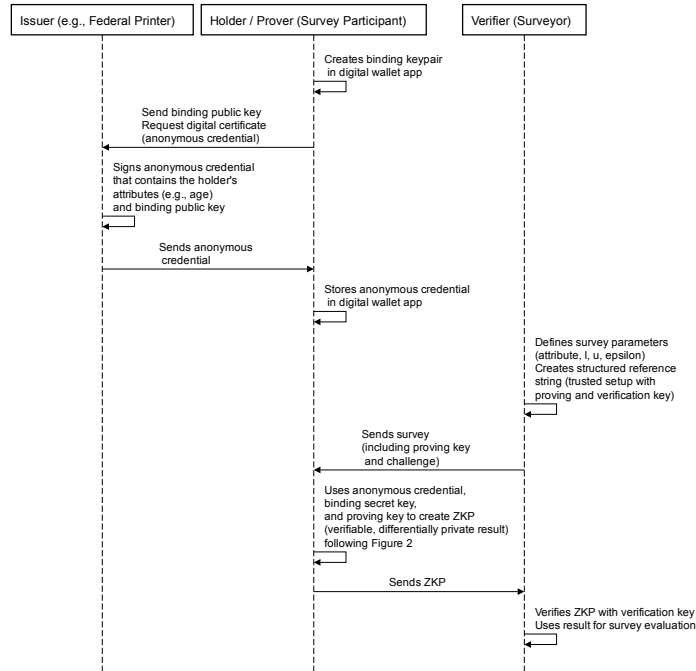 Issuer (e.g., Federal Printer)
Holder / Prover (Survey Participant)
Verifier (Surveyor)
Creates binding keypair
in digital wallet app
Send binding public key
Request digital certificate
(anonymous credential)
Signs anonymous credential
that contains the holder's
attributes (e.g., age)
and binding public key
Sends anonymous
credential
Stores anonymous credential
in digital wallet app
Defines survey parameters
(attribute, l, u, epsilon)
Creates structured reference
string (trusted setup with
proving and verification key)
Sends survey
(including proving key
and challenge)
Uses anonymous credential,
binding secret key,
and proving key to create ZKP
(verifiable, differentially private result)
following Figure 2
Sends ZKP
Verifies ZKP with verification key
Uses result for survey evaluation